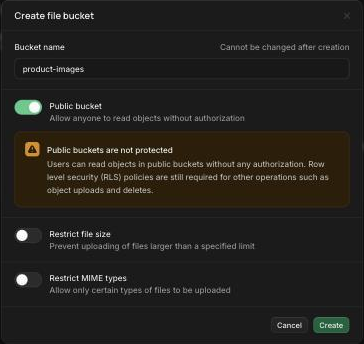 Create file bucket
Bucket name
Cannot be changed after creation
product-images
Public bucket
Allow anyone to read objects without authorization
Public buckets are not protected
Users can read objects in public buckets without any authorization. Row
level security (RLS) policies are still required for other operations such as
object uploads and deletes.
Restrict file size
Prevent uploading of files larger than a specified limit
Restrict MIME types
Allow only certain types of files to be uploaded
Cancel
Create